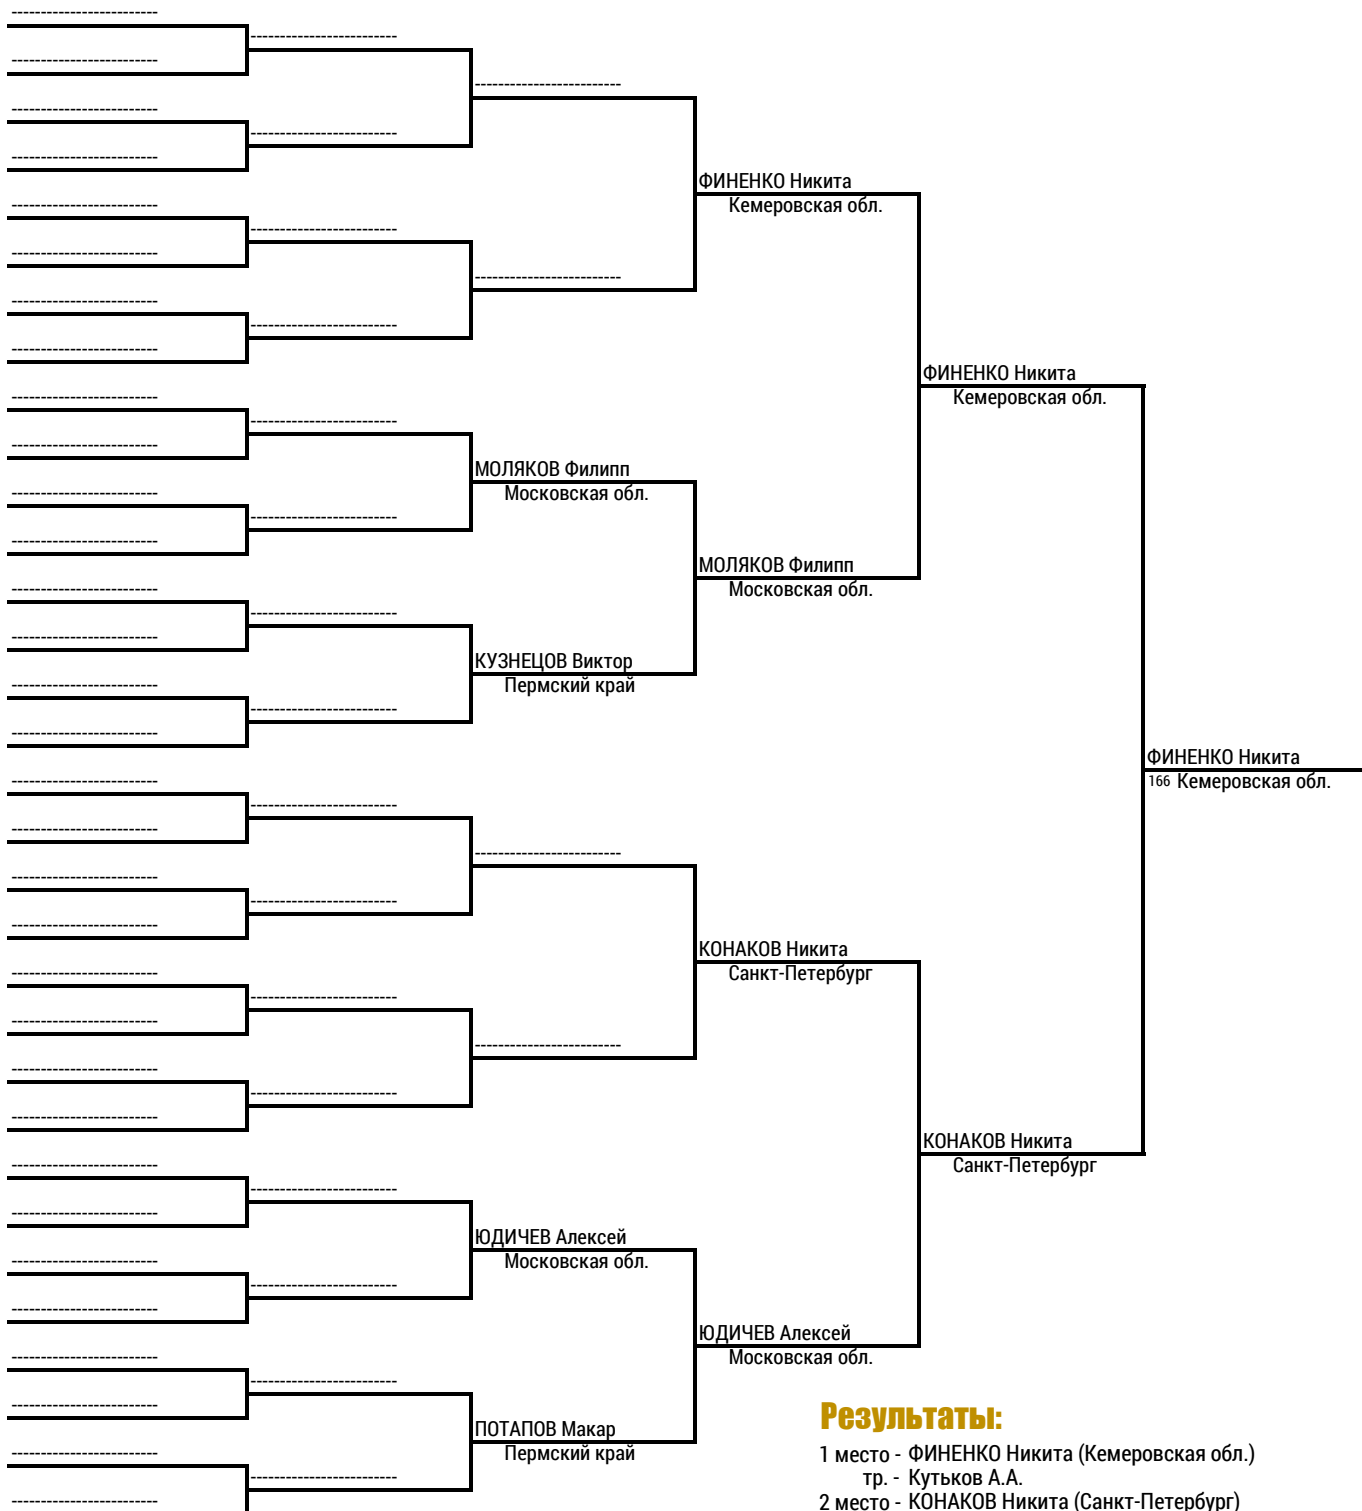 ФИНЕНКО Никита
Кемеровская обл.
ФИНЕНКО Никита
Кемеровская обл.
МОЛЯКОВ Филипп
Московская обл.
МОЛЯКОВ Филипп
Московская обл.
КУЗНЕЦОВ Виктор
Пермский край
ФИНЕНКО Никита
166 Кемеровская обл.
КОНАКОВ Никита
Санкт-Петербург
КОНАКОВ Никита
Санкт-Петербург
ЮДИЧЕВ Алексей
Московская обл.
ЮДИЧЕВ Алексей
Московская обл.
ПОТАПОВ Макар
Пермский край
Результаты:
1 место - ФИНЕНКО Никита (Кемеровская обл.)
тр. - Кутьков А.А.
2 место - КОНАКОВ Никита (Санкт-Петербург)